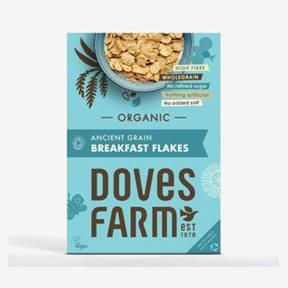 HIGH FIBRE
WHOLEGRAIN
No refined sugar
Nothing artificial
No added salt
ORGANIC
ANCIENT GRAIN
BREAKFAST FLAKES
DOVES
FARM
EST
1978
Vegan